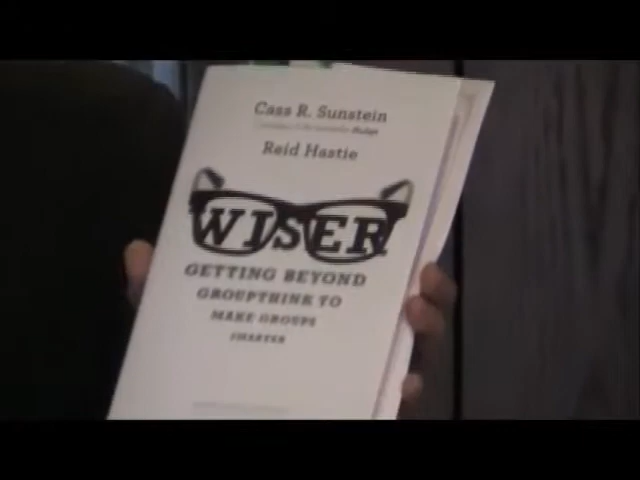 Cass R. Sunstein
Reid Hastie
WISER
GETTING BEYOND
GROUPTHINK TO
MAKE GROUPS
SMARTER